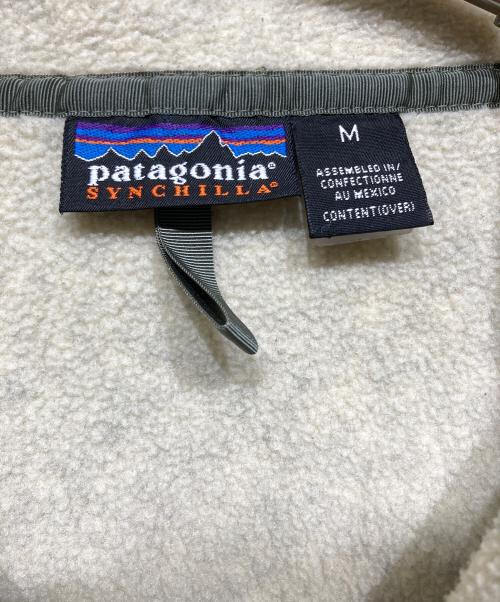 patagonia®
SYNCHILLA®
M
ASSEMBLED IN/
CONFECTIONNE
AU MEXICO
CONTENT(OVER)